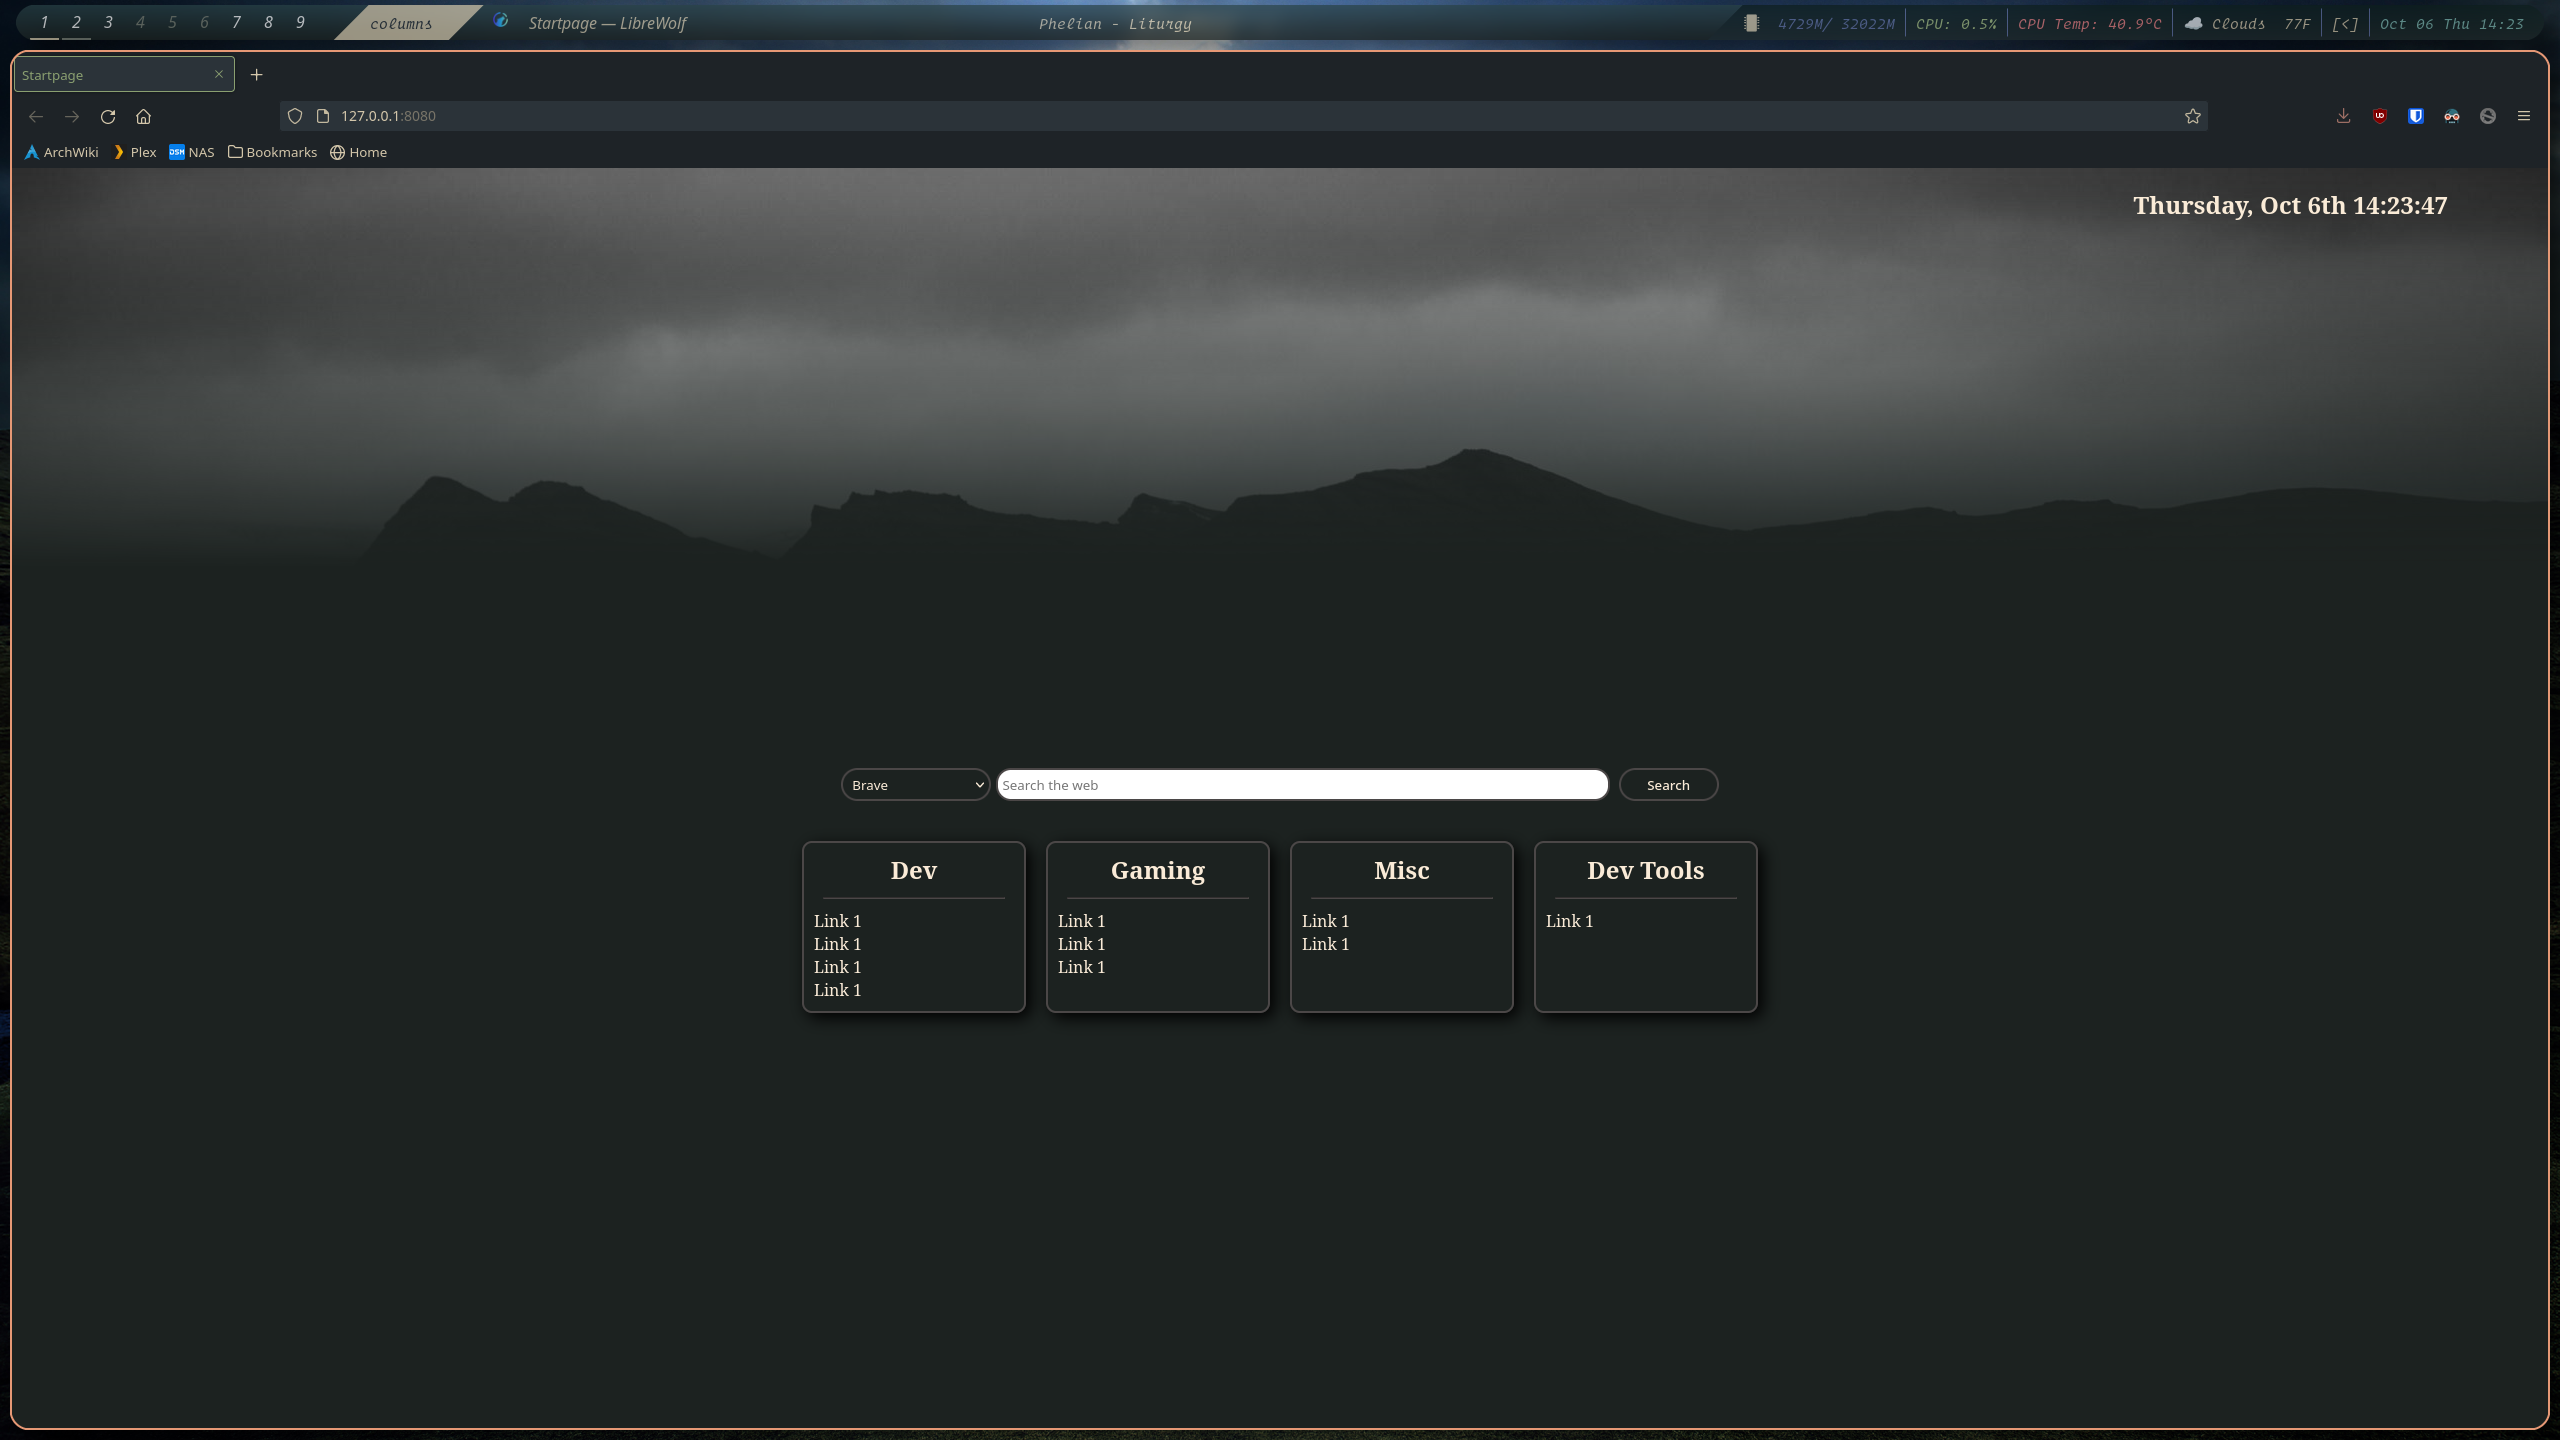 1 2 3 4 5 6 7 8 9 columns Startpage — LibreWolf Phelian - Liturgy 4729M/ 32022M CPU: 0.5% CPU Temp: 40.9°C Clouds 77F [<] Oct 06 Thu 14:23
Startpage
127.0.0.1:8080
ArchWiki Plex DSM NAS Bookmarks Home
Thursday, Oct 6th 14:23:47
Brave Search the web Search
Dev
Link 1
Link 1
Link 1
Link 1
Gaming
Link 1
Link 1
Link 1
Misc
Link 1
Link 1
Dev Tools
Link 1